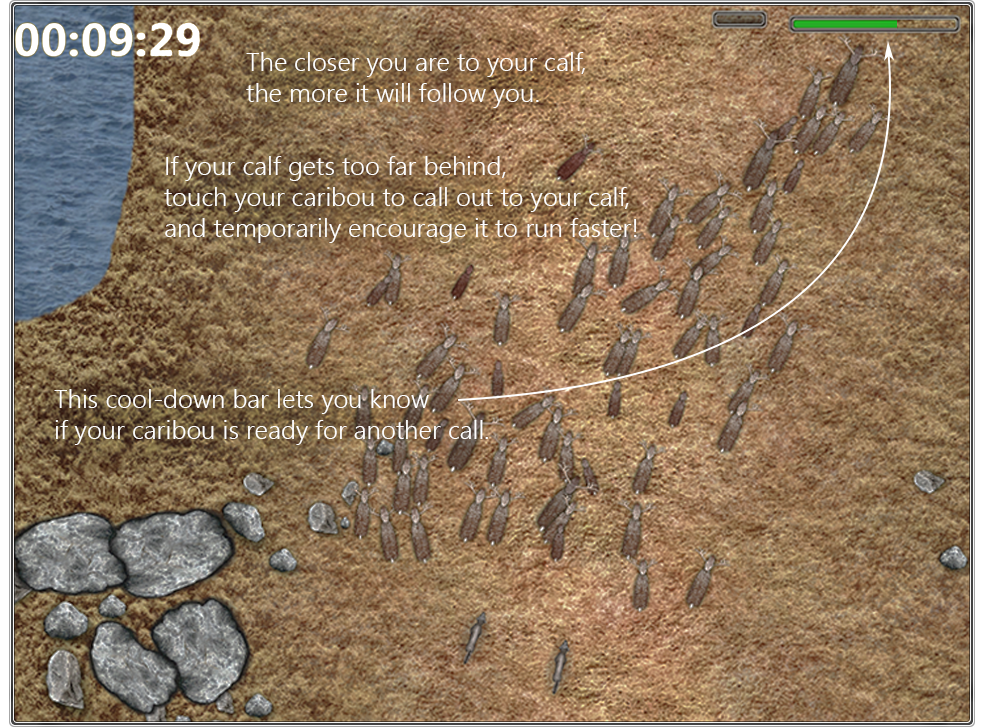 00:09:29
The closer you are to your calf,
the more it will follow you.
If your calf gets too far behind,
touch your caribou to call out to your calf,
and temporarily encourage it to run faster!
This cool-down bar lets you know
if your caribou is ready for another call.